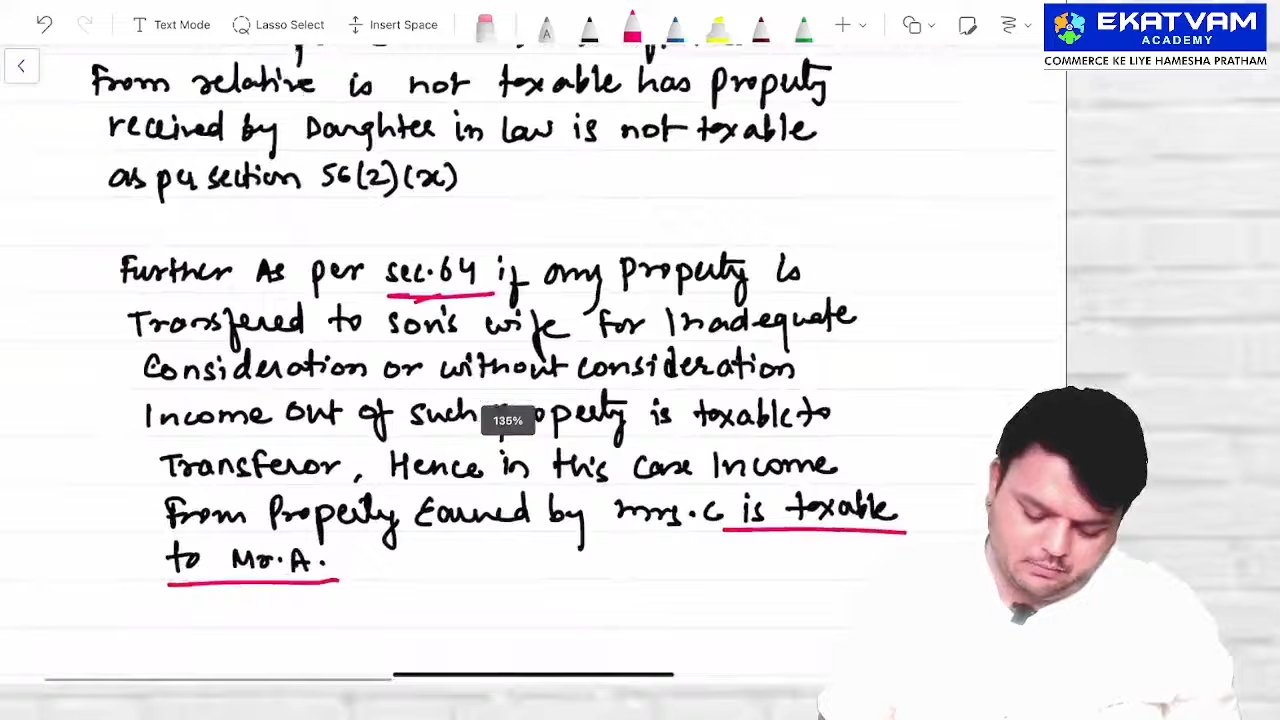 Text Mode
Lasso Select
Insert Space
EKATVAM
ACADEMY
COMMERCE KE LIYE HAMESHA PRATHAM
From relative is not taxable has property
received by Daughter in law is not taxable
as per section 56(2)(x)
Further As per sec.64 if any property is
Transfered to son's wife for Inadequate
Consideration or without consideration
Income out of such property is taxable to
135%
Transferor, Hence in this case Income
From Property Earned by mrs.C is taxable
to Mr.A.